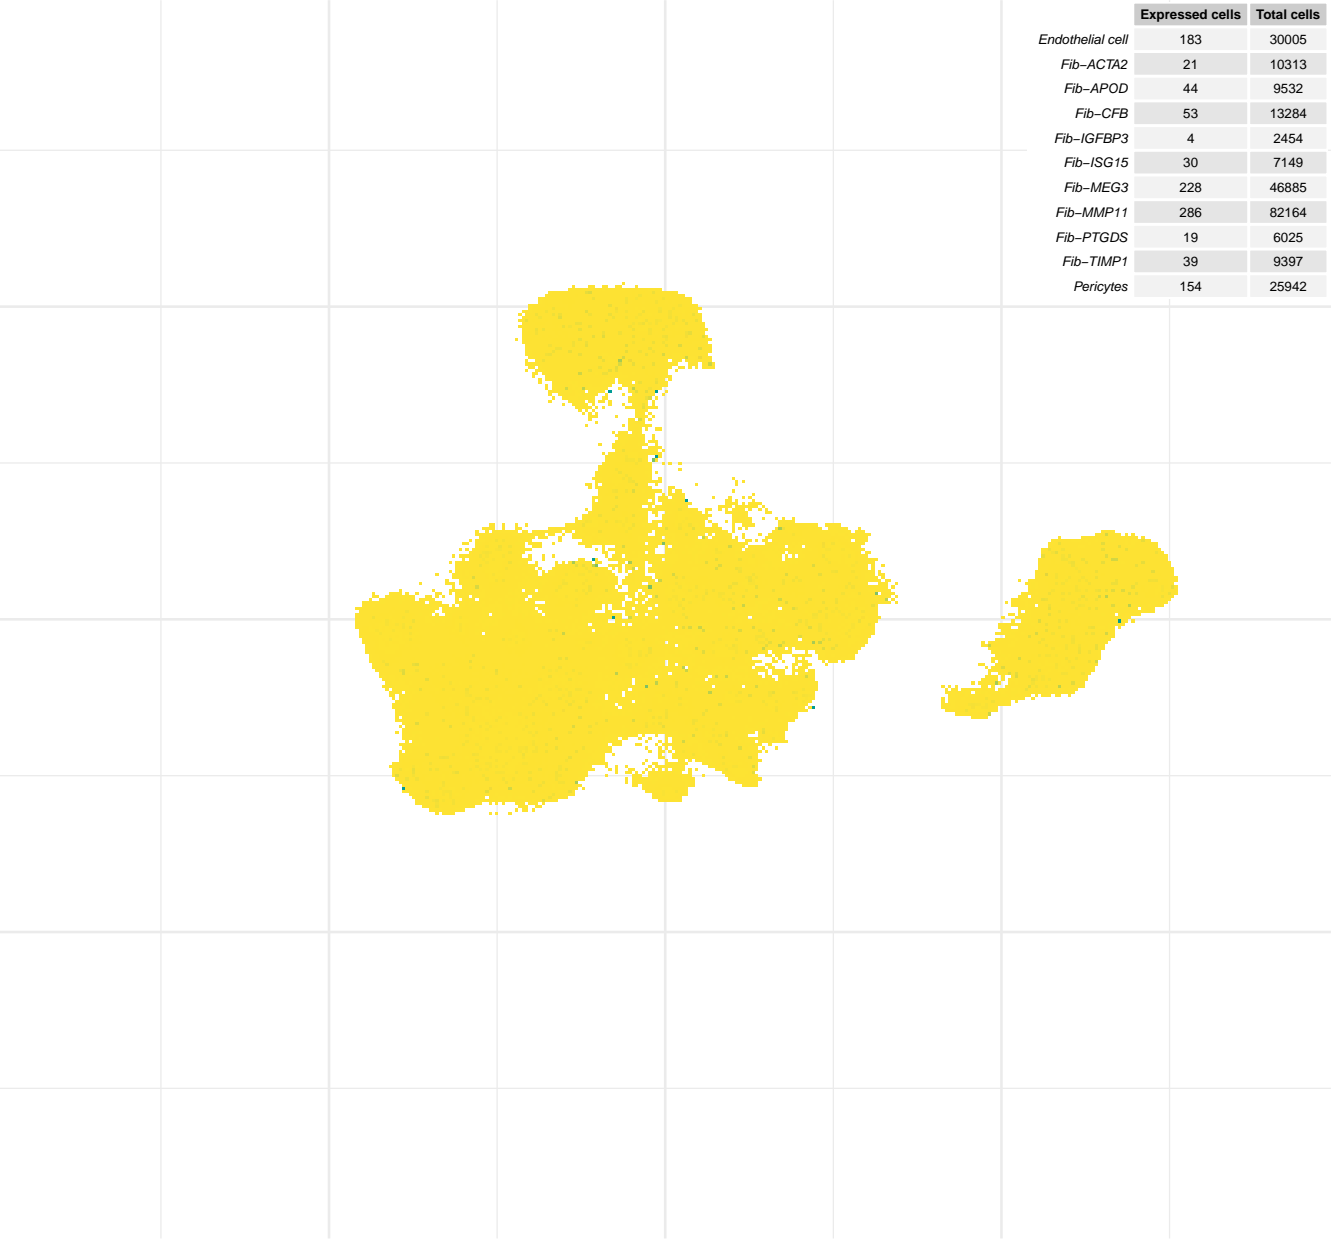 Expressed cells Total cells
Endothelial cell 183 30005
Fib−ACTA2 21 10313
Fib−APOD 44 9532
Fib−CFB 53 13284
Fib−IGFBP3 4 2454
Fib−ISG15 30 7149
Fib−MEG3 228 46885
Fib−MMP11 286 82164
Fib−PTGDS 19 6025
Fib−TIMP1 39 9397
Pericytes 154 25942